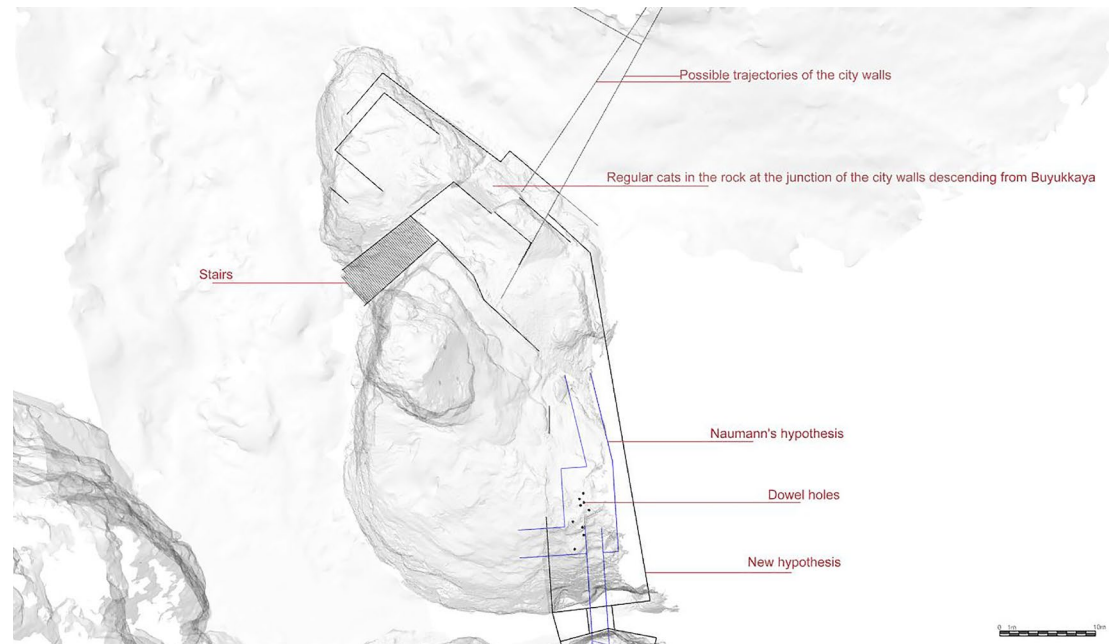 Possible trajectories of the city walls
Regular cats in the rock at the junction of the city walls descending from Buyukkaya
Stairs
Naumann's hypothesis
Dowel holes
New hypothesis
0 1m 10m